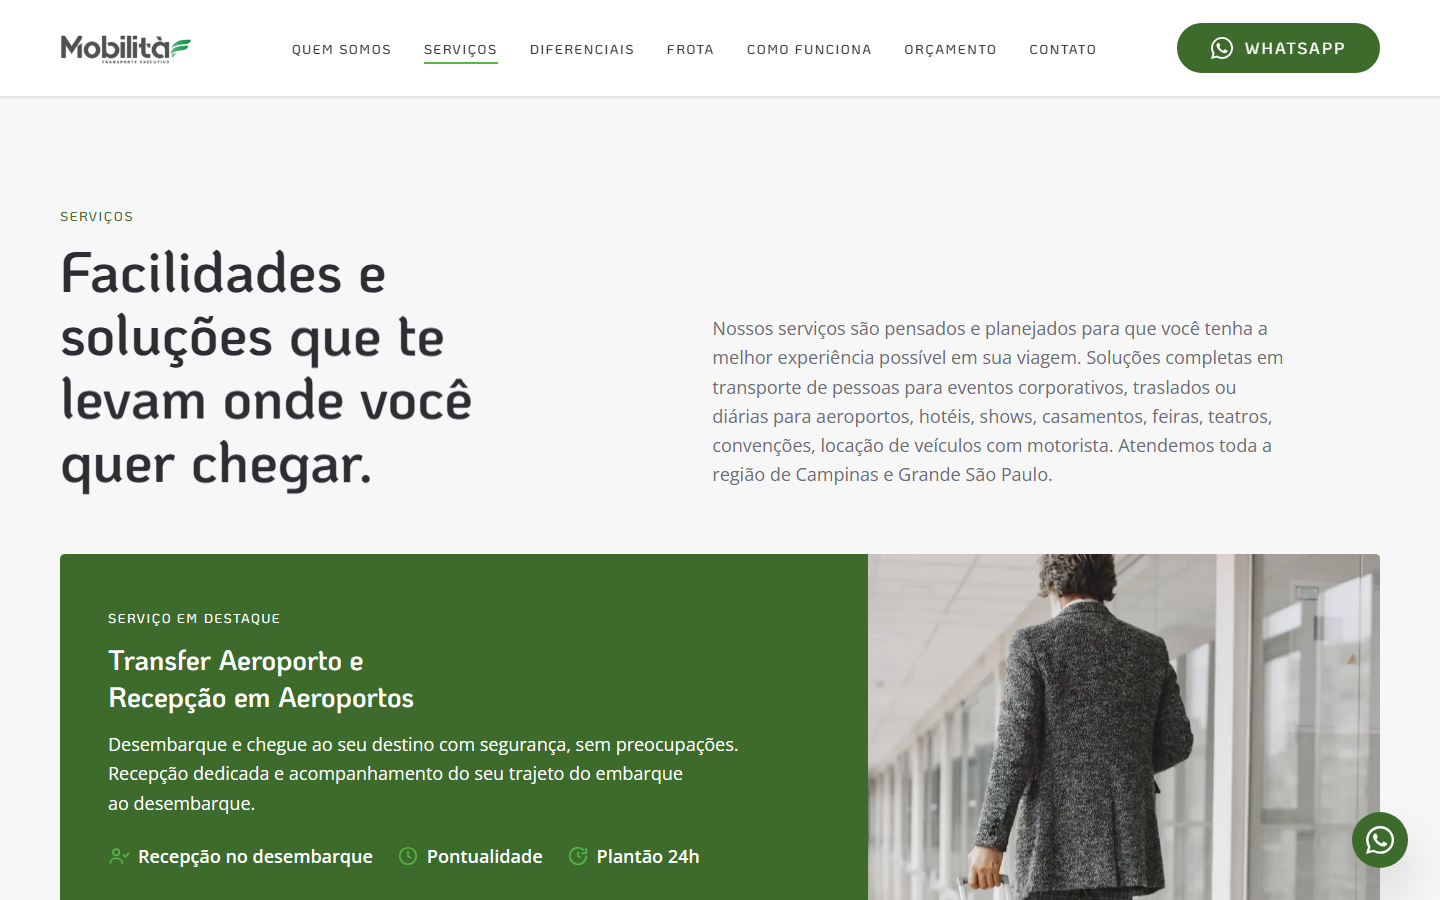 Mobilità
TRANSPORTE EXECUTIVO
QUEM SOMOS
SERVIÇOS
DIFERENCIAIS
FROTA
COMO FUNCIONA
ORÇAMENTO
CONTATO
WHATSAPP
SERVIÇOS
Facilidades e
soluções que te
levam onde você
quer chegar.
Nossos serviços são pensados e planejados para que você tenha a
melhor experiência possível em sua viagem. Soluções completas em
transporte de pessoas para eventos corporativos, traslados ou
diárias para aeroportos, hotéis, shows, casamentos, feiras, teatros,
convenções, locação de veículos com motorista. Atendemos toda a
região de Campinas e Grande São Paulo.
SERVIÇO EM DESTAQUE
Transfer Aeroporto e
Recepção em Aeroportos
Desembarque e chegue ao seu destino com segurança, sem preocupações.
Recepção dedicada e acompanhamento do seu trajeto do embarque
ao desembarque.
Recepção no desembarque
Pontualidade
Plantão 24h